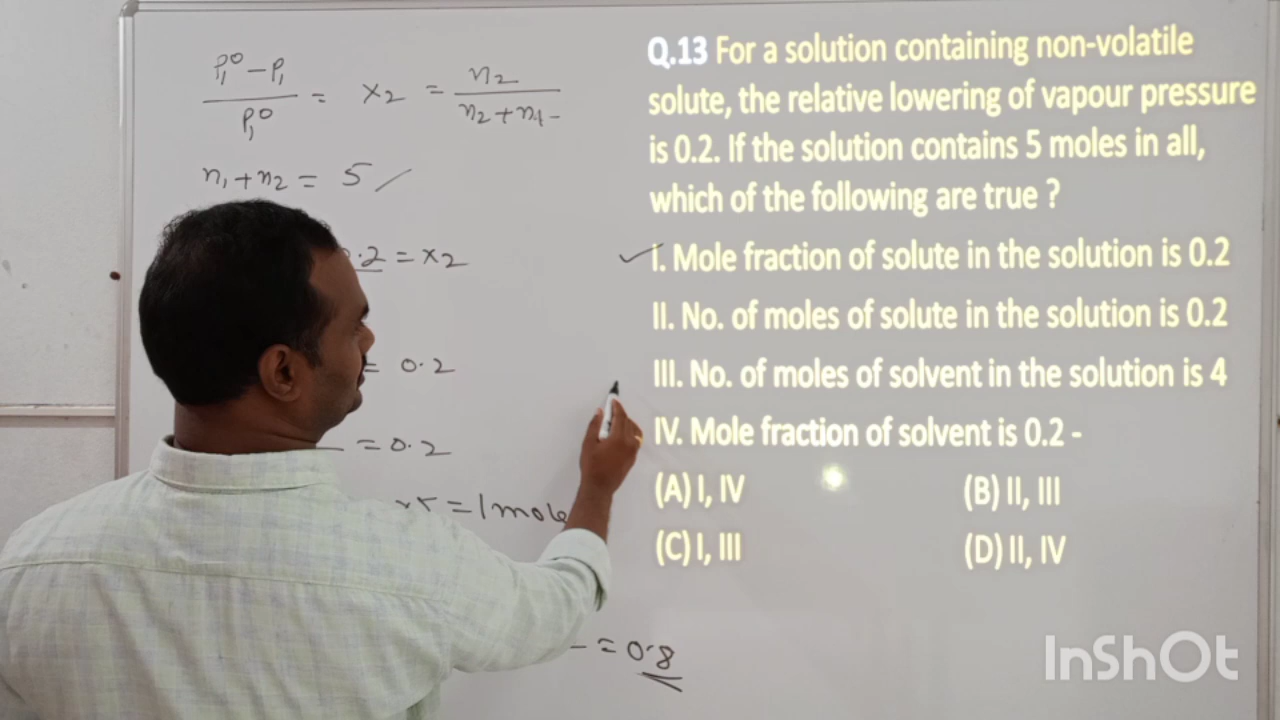 P₁⁰ – P₁ / P₁⁰ = x₂ = n₂ / n₂ + n₁
n₁ + n₂ = 5
.2 = x₂
= 0.2
= 0.2
= 1 mole
= 0.8
Q.13 For a solution containing non-volatile
solute, the relative lowering of vapour pressure
is 0.2. If the solution contains 5 moles in all,
which of the following are true ?
I. Mole fraction of solute in the solution is 0.2
II. No. of moles of solute in the solution is 0.2
III. No. of moles of solvent in the solution is 4
IV. Mole fraction of solvent is 0.2 -
(A) I, IV (B) II, III
(C) I, III (D) II, IV
InShOt